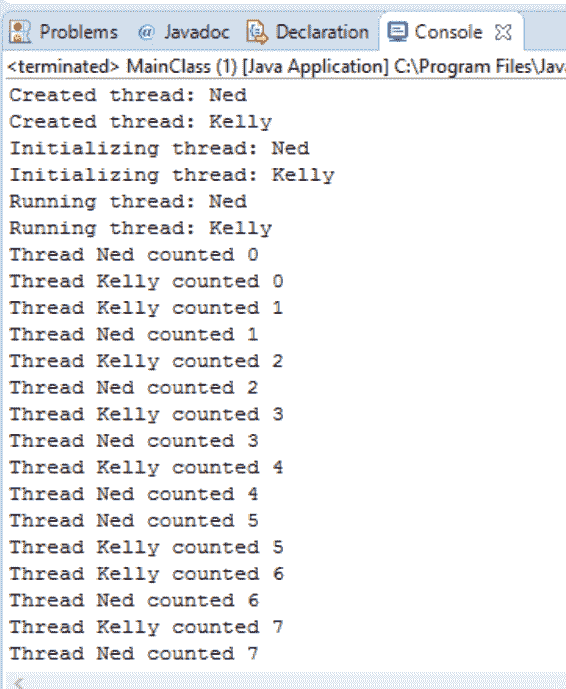 Problems @ Javadoc Declaration Console
<terminated> MainClass (1) [Java Application] C:\Program Files\Java
Created thread: Ned
Created thread: Kelly
Initializing thread: Ned
Initializing thread: Kelly
Running thread: Ned
Running thread: Kelly
Thread Ned counted 0
Thread Kelly counted 0
Thread Kelly counted 1
Thread Ned counted 1
Thread Kelly counted 2
Thread Ned counted 2
Thread Kelly counted 3
Thread Ned counted 3
Thread Kelly counted 4
Thread Ned counted 4
Thread Ned counted 5
Thread Kelly counted 5
Thread Kelly counted 6
Thread Ned counted 6
Thread Kelly counted 7
Thread Ned counted 7